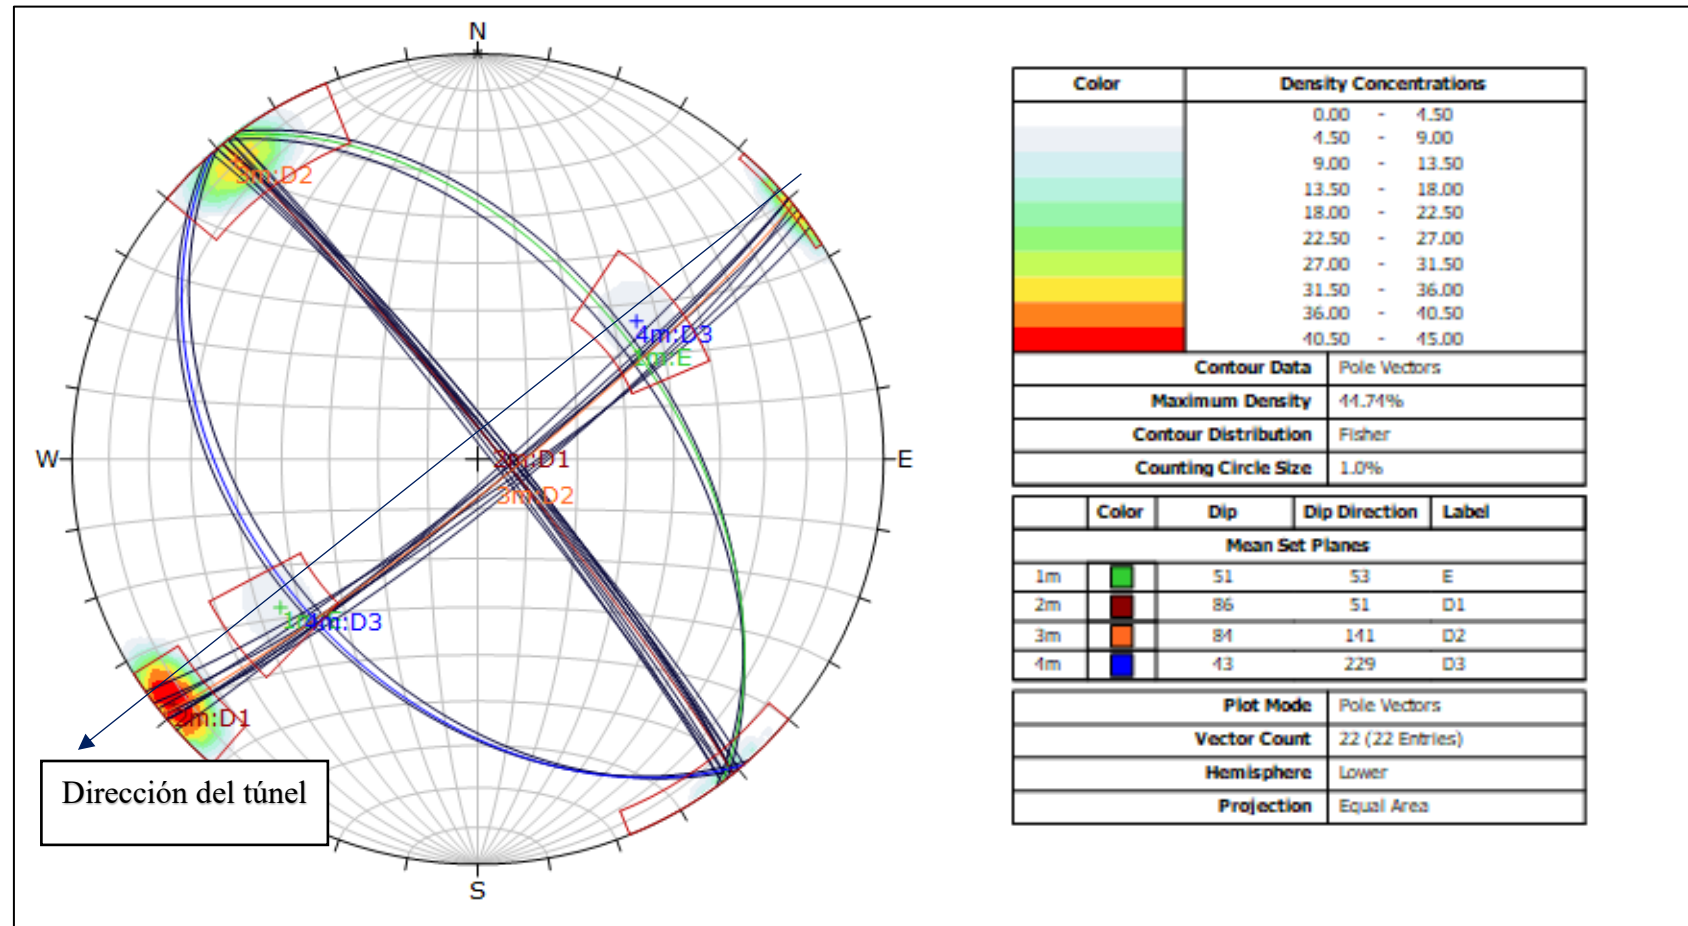 N
3m:D2
4m:D3
1m:E
W
E
2m:D1
3m:D2
4m:D3
2m:D1
S
Dirección del túnel
Color Density Concentrations
0.00 - 4.50
4.50 - 9.00
9.00 - 13.50
13.50 - 18.00
18.00 - 22.50
22.50 - 27.00
27.00 - 31.50
31.50 - 36.00
36.00 - 40.50
40.50 - 45.00
Contour Data Pole Vectors
Maximum Density 44.74%
Contour Distribution Fisher
Counting Circle Size 1.0%
Color Dip Dip Direction Label
Mean Set Planes
1m 51 53 E
2m 86 51 D1
3m 84 141 D2
4m 43 229 D3
Plot Mode Pole Vectors
Vector Count 22 (22 Entries)
Hemisphere Lower
Projection Equal Area